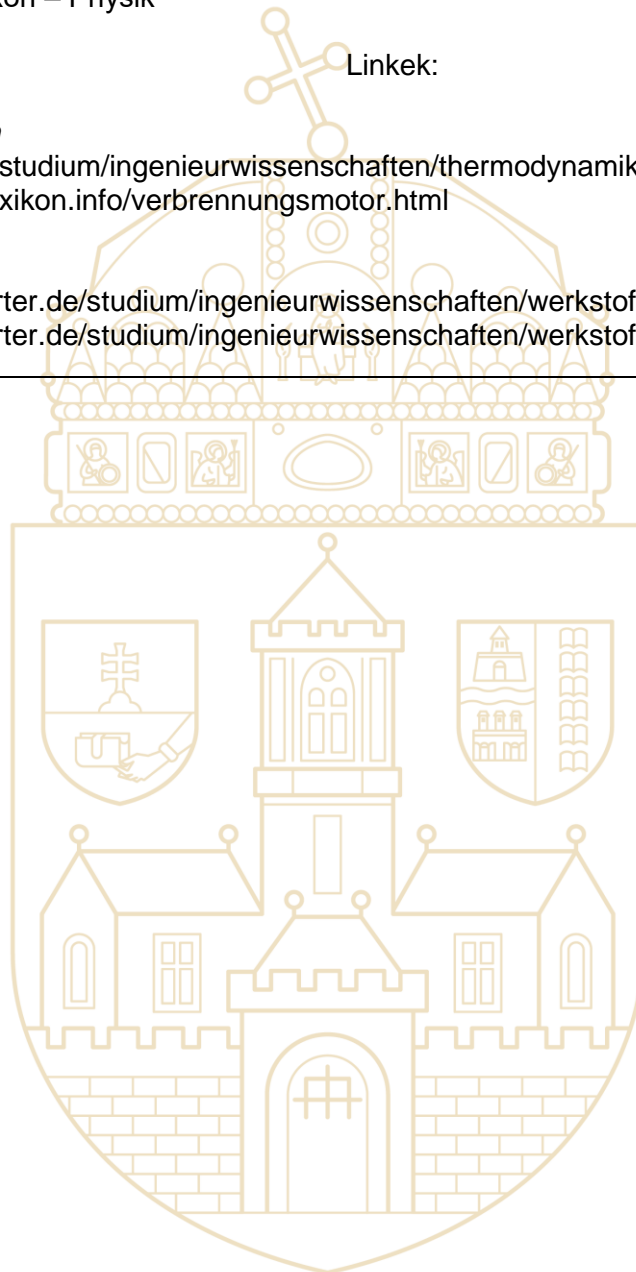 – Physik
Linkek:
studium/ingenieurwissenschaften/thermodynamik
xikon.info/verbrennungsmotor.html
rter.de/studium/ingenieurwissenschaften/werkstof
rter.de/studium/ingenieurwissenschaften/werkstof